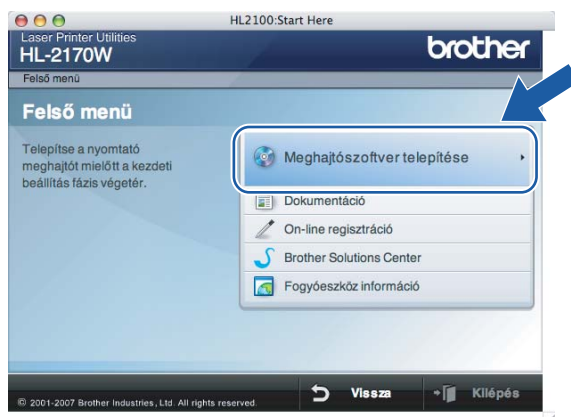 HL2100:Start Here
Laser Printer Utilities
HL-2170W
brother
Felső menü
Felső menü
Telepítse a nyomtató
meghajtót mielőtt a kezdeti
beállítás fázis végetér.
Meghajtószoftver telepítése
Dokumentáció
On-line regisztráció
Brother Solutions Center
Fogyóeszköz információ
© 2001-2007 Brother Industries, Ltd. All rights reserved.
Vissza
Kilépés